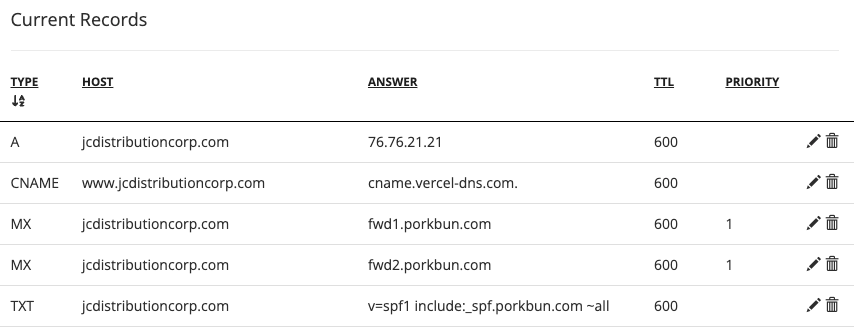 Current Records
TYPE HOST ANSWER TTL PRIORITY
A jcdistributioncorp.com 76.76.21.21 600
CNAME www.jcdistributioncorp.com cname.vercel-dns.com. 600
MX jcdistributioncorp.com fwd1.porkbun.com 600 1
MX jcdistributioncorp.com fwd2.porkbun.com 600 1
TXT jcdistributioncorp.com v=spf1 include:_spf.porkbun.com ~all 600